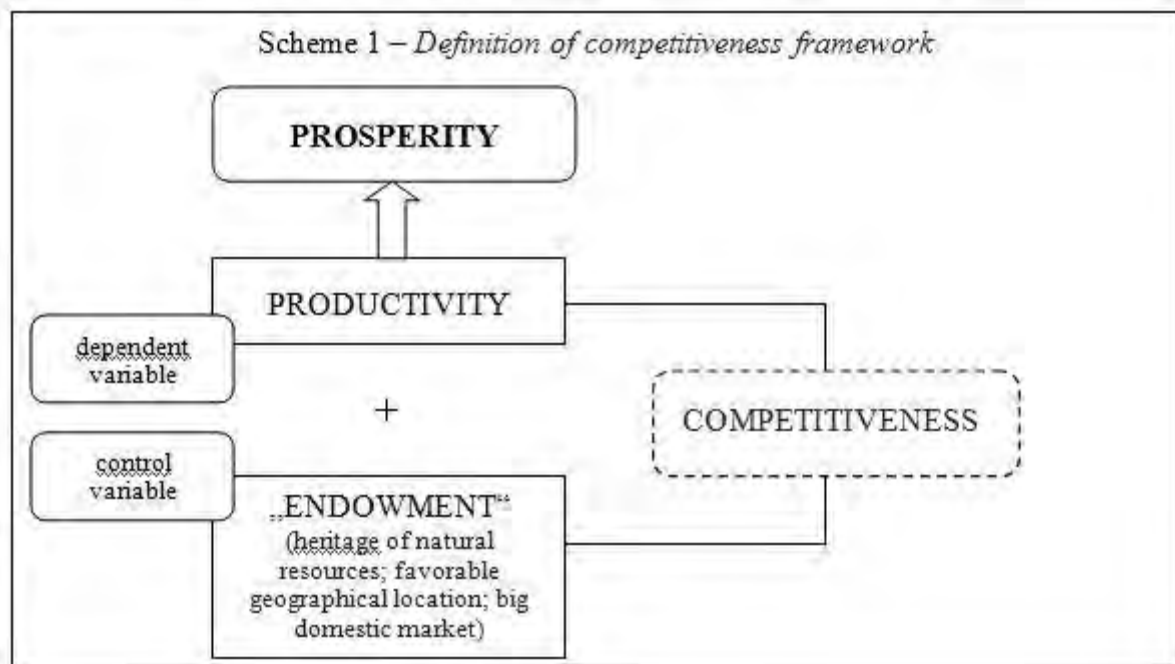 Scheme 1 – Definition of competitiveness framework
PROSPERITY
PRODUCTIVITY
dependent
variable
+
COMPETITIVENESS
control
variable
„ENDOWMENT“
(heritage of natural
resources; favorable
geographical location; big
domestic market)